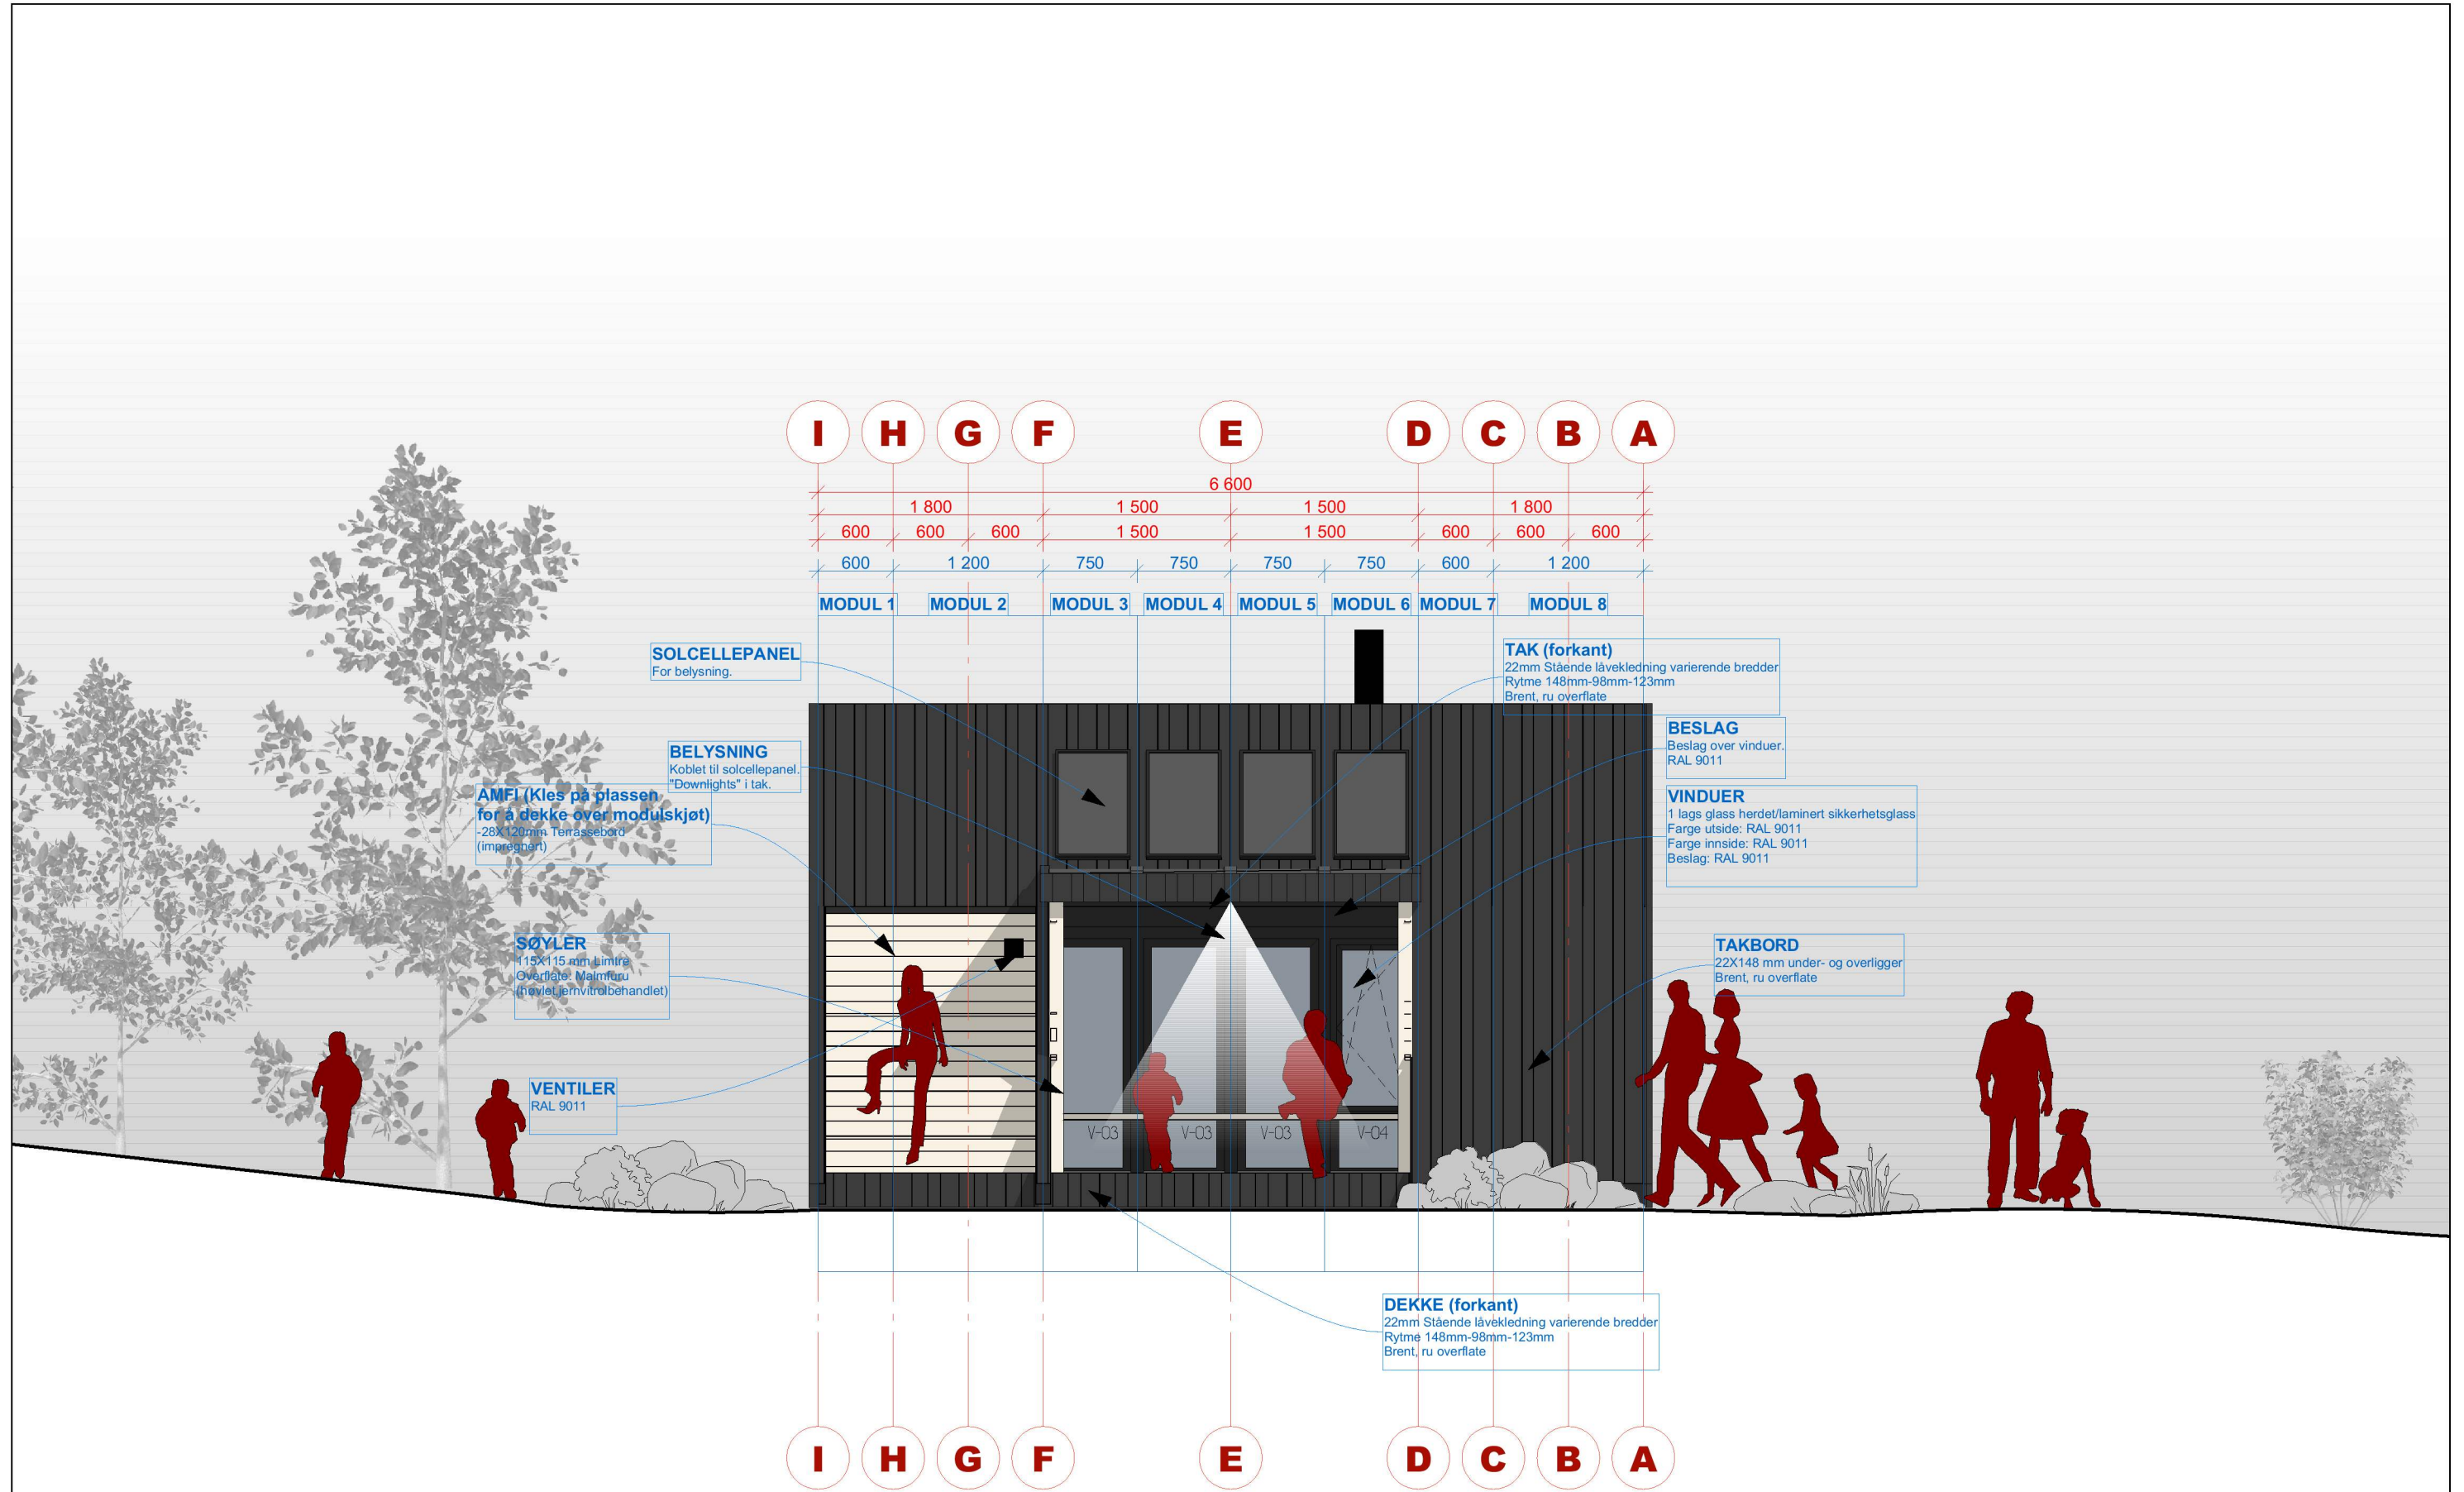 I H G F E D C B A
6 600
1 800 1 500 1 500 1 800
600 600 600 1 500 1 500 600 600 600
600 1 200 750 750 750 750 600 1 200
MODUL 1 MODUL 2 MODUL 3 MODUL 4 MODUL 5 MODUL 6 MODUL 7 MODUL 8
SOLCELLEPANEL
For belysning.
TAK (forkant)
22mm Stående låvekledning varierende bredder
Rytme 148mm-98mm-123mm
Brent, ru overflate
BESLAG
Beslag over vinduer.
RAL 9011
BELYSNING
Koblet til solcellepanel.
"Downlights" i tak.
AMFI (Kles på plassen
for å dekke over modulskjøt)
-28X120mm Terrassebord
(impregnert)
VINDUER
1 lags glass herdet/laminert sikkerhetsglass
Farge utside: RAL 9011
Farge innside: RAL 9011
Beslag: RAL 9011
SØYLER
115X115 mm Limtre
Overflate: Malmfuru
(høvlet,jernvitrolbehandlet)
TAKBORD
22X148 mm under- og overligger
Brent, ru overflate
VENTILER
RAL 9011
V-03 V-03 V-03 V-04
DEKKE (forkant)
22mm Stående låvekledning varierende bredder
Rytme 148mm-98mm-123mm
Brent, ru overflate
I H G F E D C B A